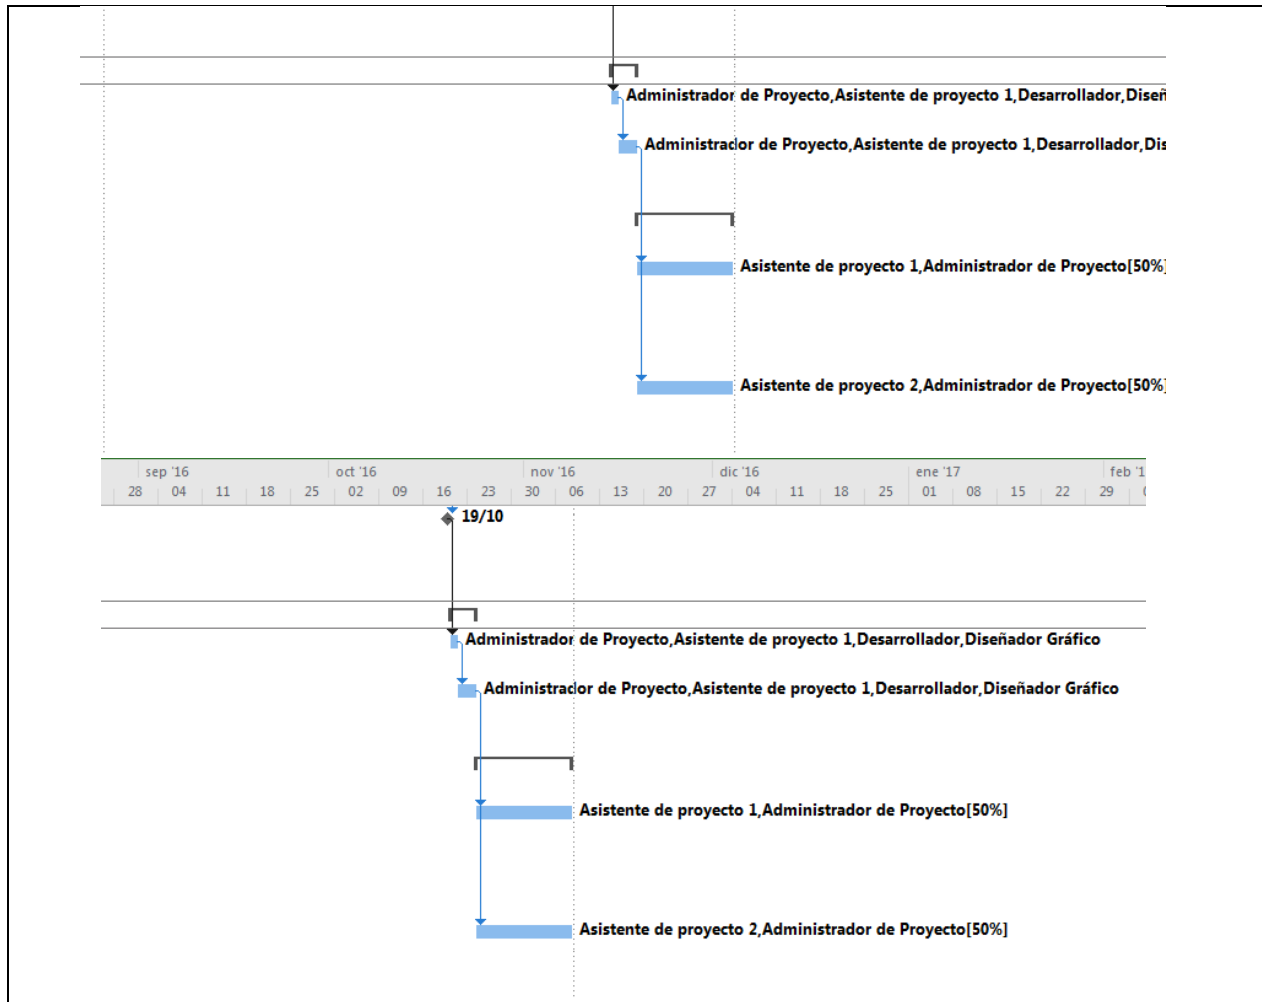 Administrador de Proyecto,Asistente de proyecto 1,Desarrollador,Diseñ
Administrador de Proyecto,Asistente de proyecto 1,Desarrollador,Dis
Asistente de proyecto 1,Administrador de Proyecto[50%]
Asistente de proyecto 2,Administrador de Proyecto[50%]
sep '16 oct '16 nov '16 dic '16 ene '17 feb '1
28 04 11 18 25 02 09 16 23 30 06 13 20 27 04 11 18 25 01 08 15 22 29
19/10
Administrador de Proyecto,Asistente de proyecto 1,Desarrollador,Diseñador Gráfico
Administrador de Proyecto,Asistente de proyecto 1,Desarrollador,Diseñador Gráfico
Asistente de proyecto 1,Administrador de Proyecto[50%]
Asistente de proyecto 2,Administrador de Proyecto[50%]